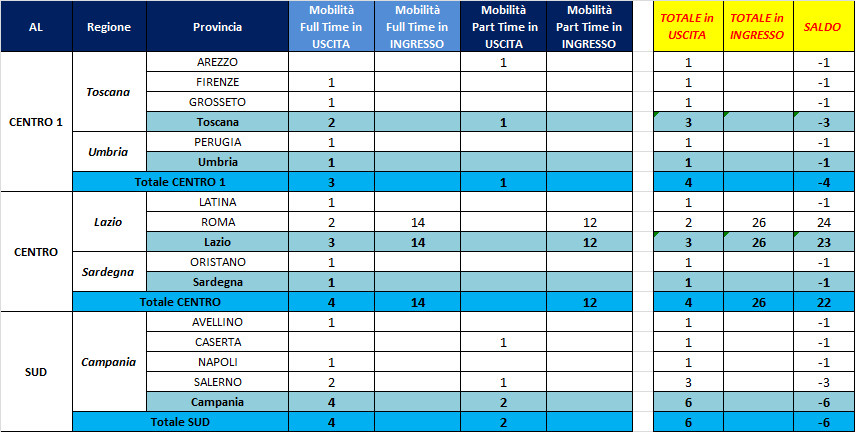 AL Regione Provincia Mobilità Full Time in USCITA Mobilità Full Time in INGRESSO Mobilità Part Time in USCITA Mobilità Part Time in INGRESSO TOTALE in USCITA TOTALE in INGRESSO SALDO
CENTRO 1
Toscana
AREZZO 1 1 -1
FIRENZE 1 1 -1
GROSSETO 1 1 -1
Toscana 2 1 3 -3
Umbria
PERUGIA 1 1 -1
Umbria 1 1 -1
Totale CENTRO 1 3 1 4 -4
CENTRO
Lazio
LATINA 1 1 -1
ROMA 2 14 12 2 26 24
Lazio 3 14 12 3 26 23
Sardegna
ORISTANO 1 1 -1
Sardegna 1 1 -1
Totale CENTRO 4 14 12 4 26 22
SUD
Campania
AVELLINO 1 1 -1
CASERTA 1 1 -1
NAPOLI 1 1 -1
SALERNO 2 1 3 -3
Campania 4 2 6 -6
Totale SUD 4 2 6 -6